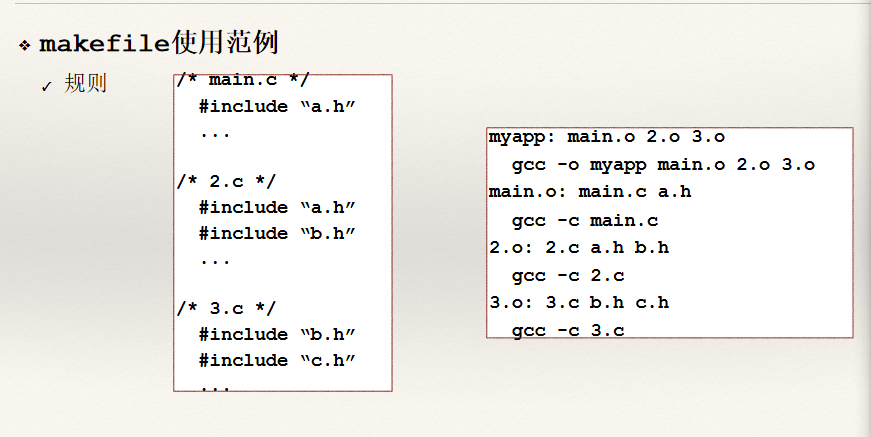 ❖ makefile使用范例
✓ 规则
/* main.c */
#include “a.h”
...
/* 2.c */
#include “a.h”
#include “b.h”
...
/* 3.c */
#include “b.h”
#include “c.h”
...
myapp: main.o 2.o 3.o
gcc -o myapp main.o 2.o 3.o
main.o: main.c a.h
gcc -c main.c
2.o: 2.c a.h b.h
gcc -c 2.c
3.o: 3.c b.h c.h
gcc -c 3.c